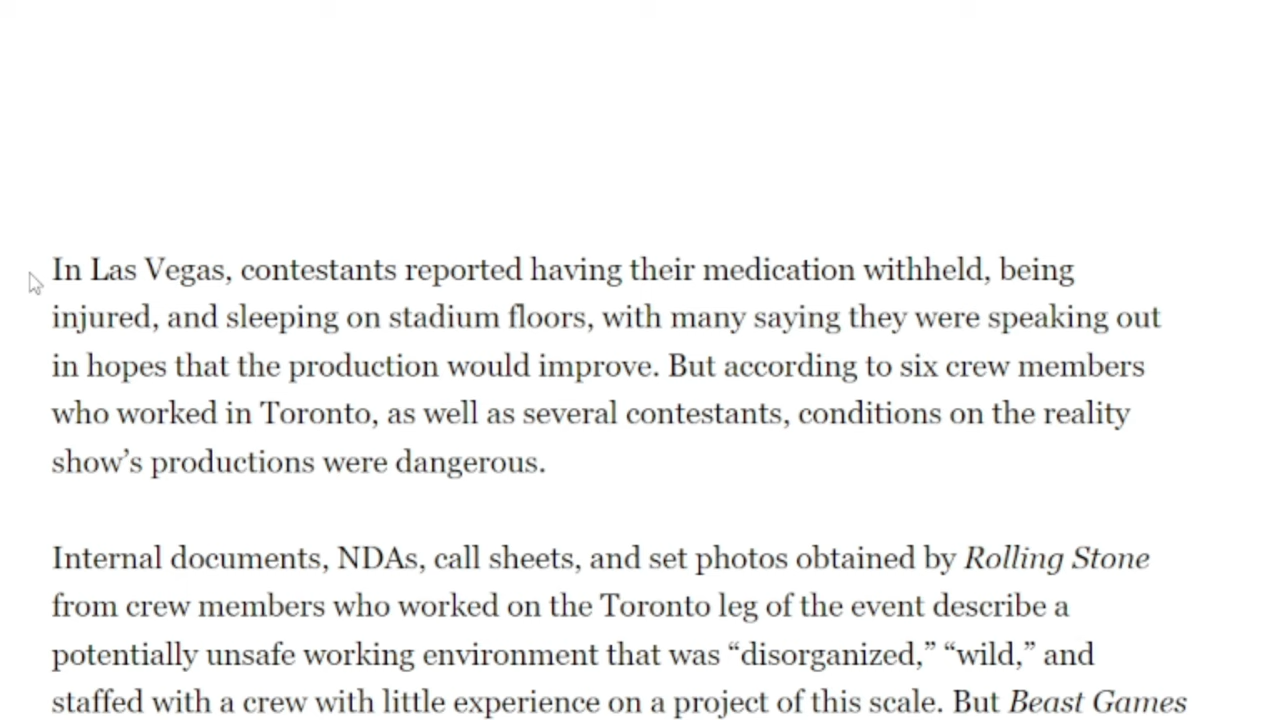 In Las Vegas, contestants reported having their medication withheld, being
injured, and sleeping on stadium floors, with many saying they were speaking out
in hopes that the production would improve. But according to six crew members
who worked in Toronto, as well as several contestants, conditions on the reality
show’s productions were dangerous.
Internal documents, NDAs, call sheets, and set photos obtained by Rolling Stone
from crew members who worked on the Toronto leg of the event describe a
potentially unsafe working environment that was “disorganized,” “wild,” and
staffed with a crew with little experience on a project of this scale. But Beast Games